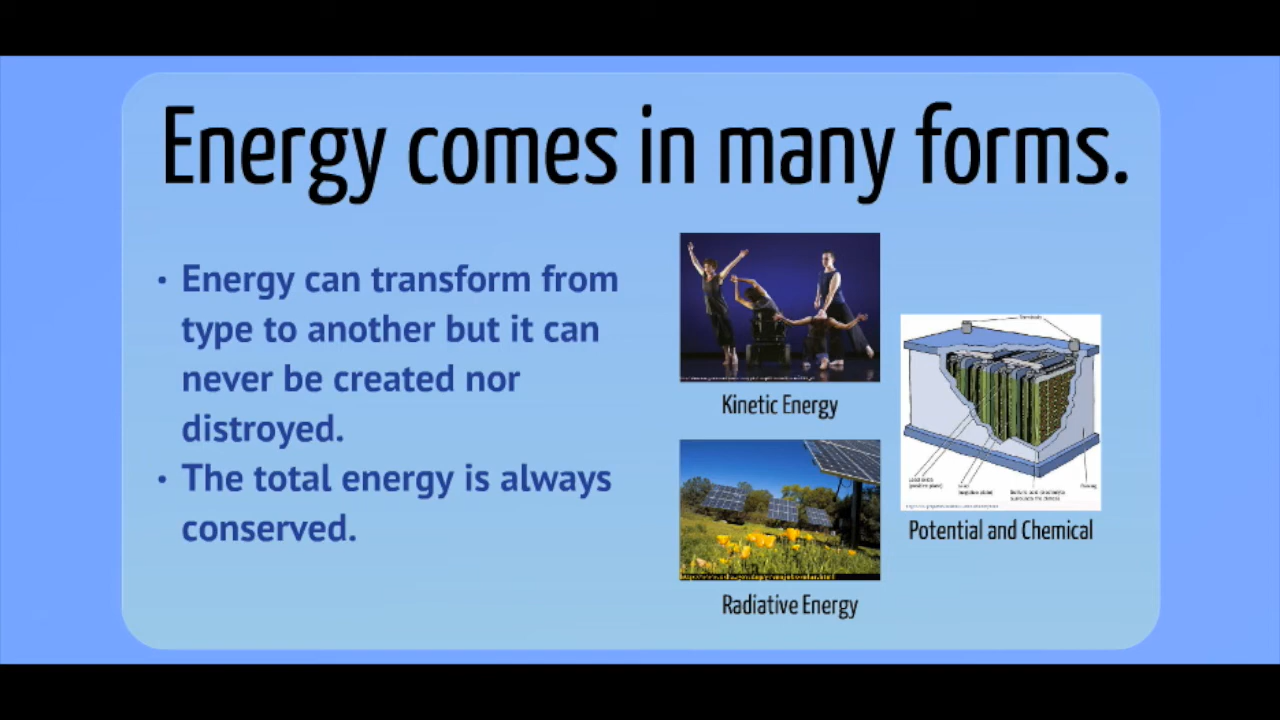 Energy comes in many forms.
• Energy can transform from
type to another but it can
never be created nor
distroyed.
• The total energy is always
conserved.
Kinetic Energy
Terminals
Potential and Chemical
Radiative Energy